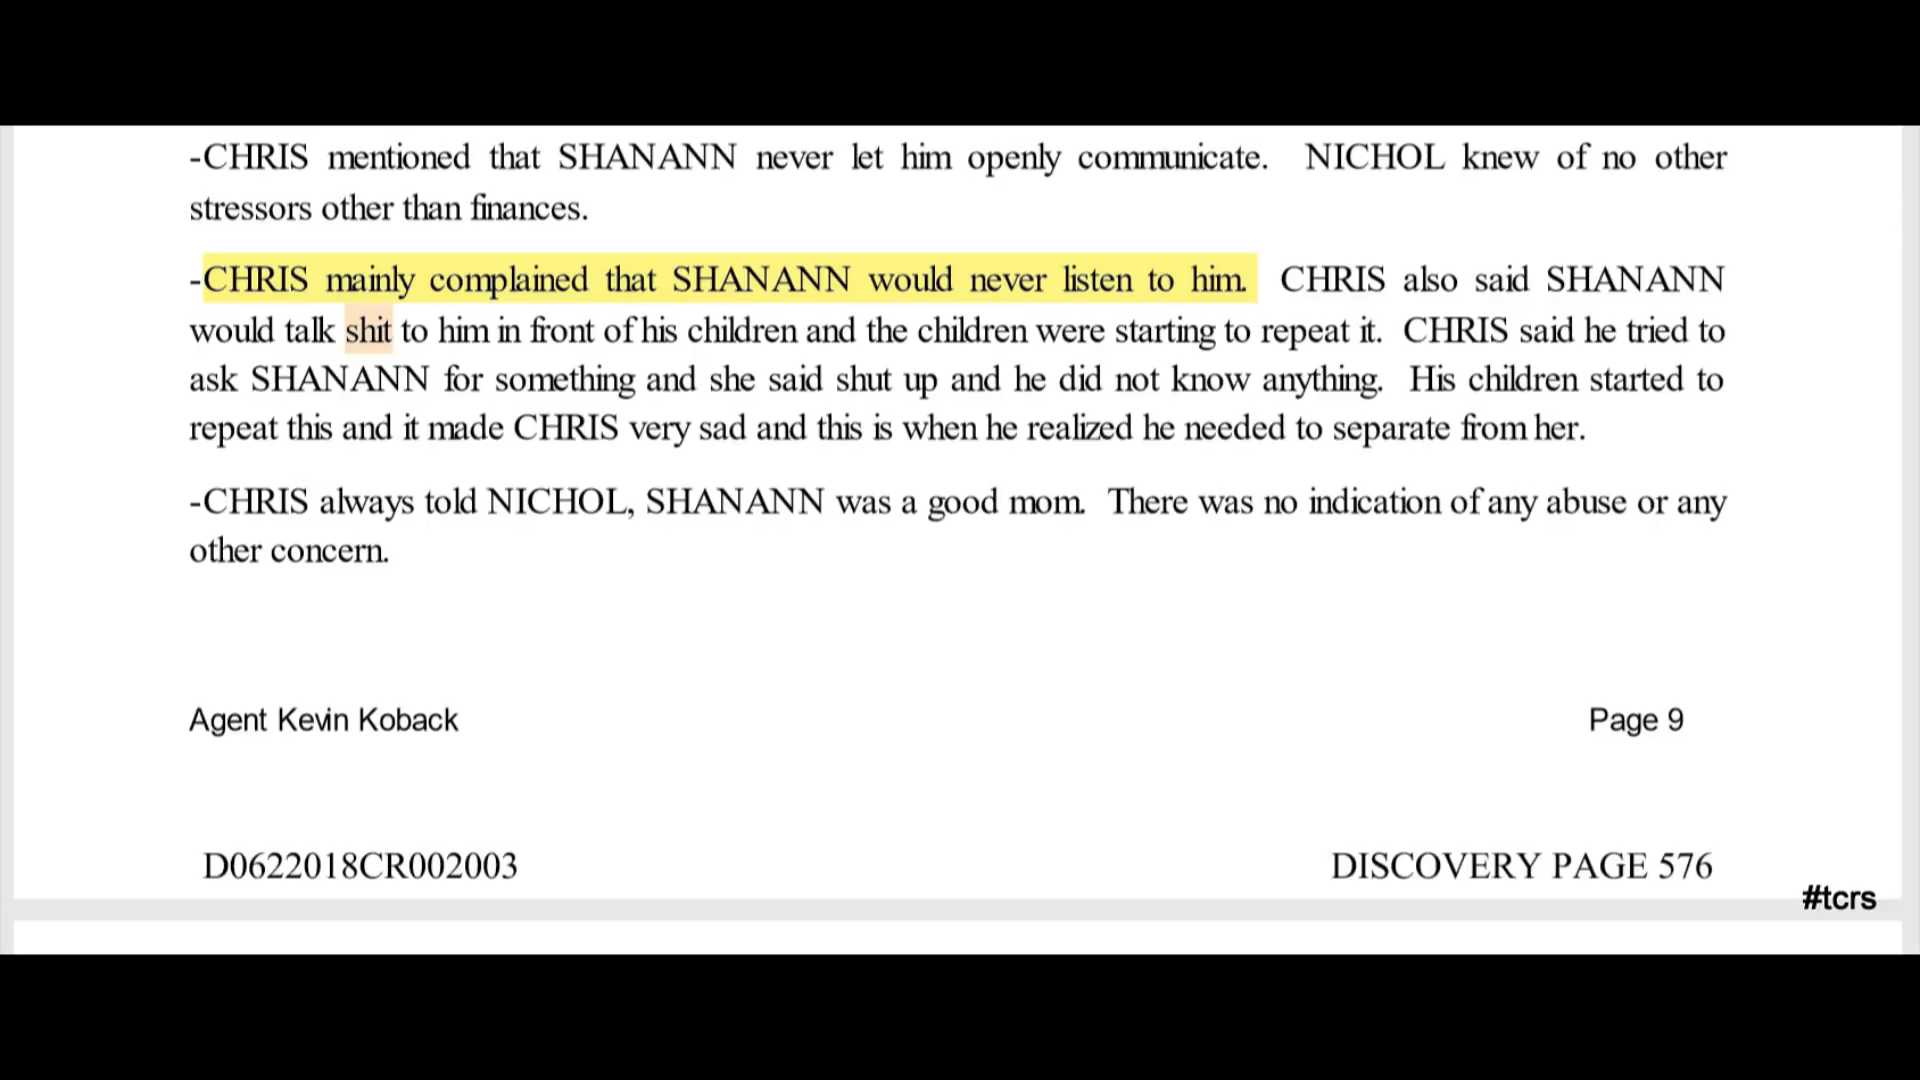 -CHRIS mentioned that SHANANN never let him openly communicate. NICHOL knew of no other
stressors other than finances.
-CHRIS mainly complained that SHANANN would never listen to him. CHRIS also said SHANANN
would talk shit to him in front of his children and the children were starting to repeat it. CHRIS said he tried to
ask SHANANN for something and she said shut up and he did not know anything. His children started to
repeat this and it made CHRIS very sad and this is when he realized he needed to separate from her.
-CHRIS always told NICHOL, SHANANN was a good mom. There was no indication of any abuse or any
other concern.
Agent Kevin Koback Page 9
D0622018CR002003 DISCOVERY PAGE 576
#tcrs